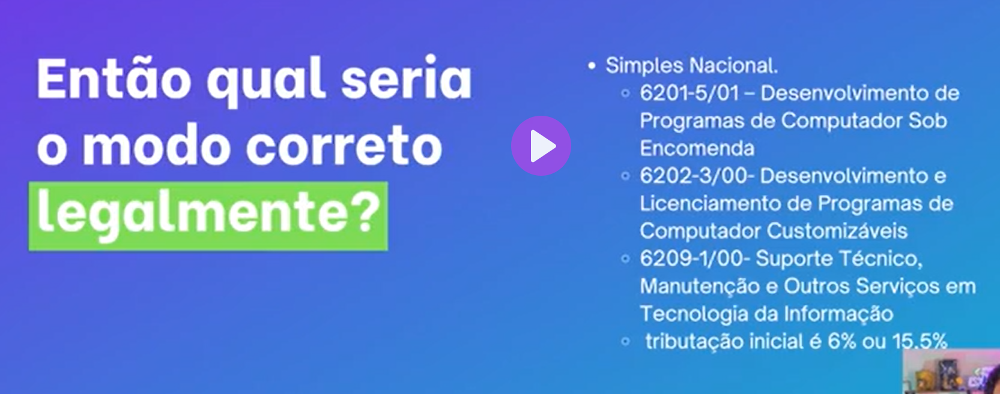 Então qual seria
o modo correto
legalmente?
• Simples Nacional.
◦ 6201-5/01 – Desenvolvimento de
Programas de Computador Sob
Encomenda
◦ 6202-3/00- Desenvolvimento e
Licenciamento de Programas de
Computador Customizáveis
◦ 6209-1/00- Suporte Técnico,
Manutenção e Outros Serviços em
Tecnologia da Informação
◦ tributação inicial é 6% ou 15.5%